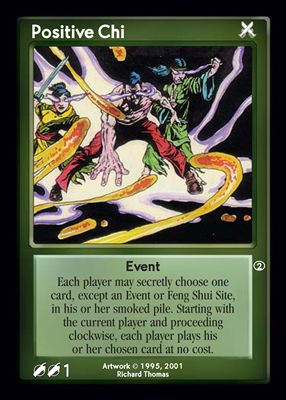 Positive Chi
Event
2
Each player may secretly choose one
card, except an Event or Feng Shui Site,
in his or her smoked pile. Starting with
the current player and proceeding
clockwise, each player plays his
or her chosen card at no cost.
1
Artwork © 1995, 2001
Richard Thomas